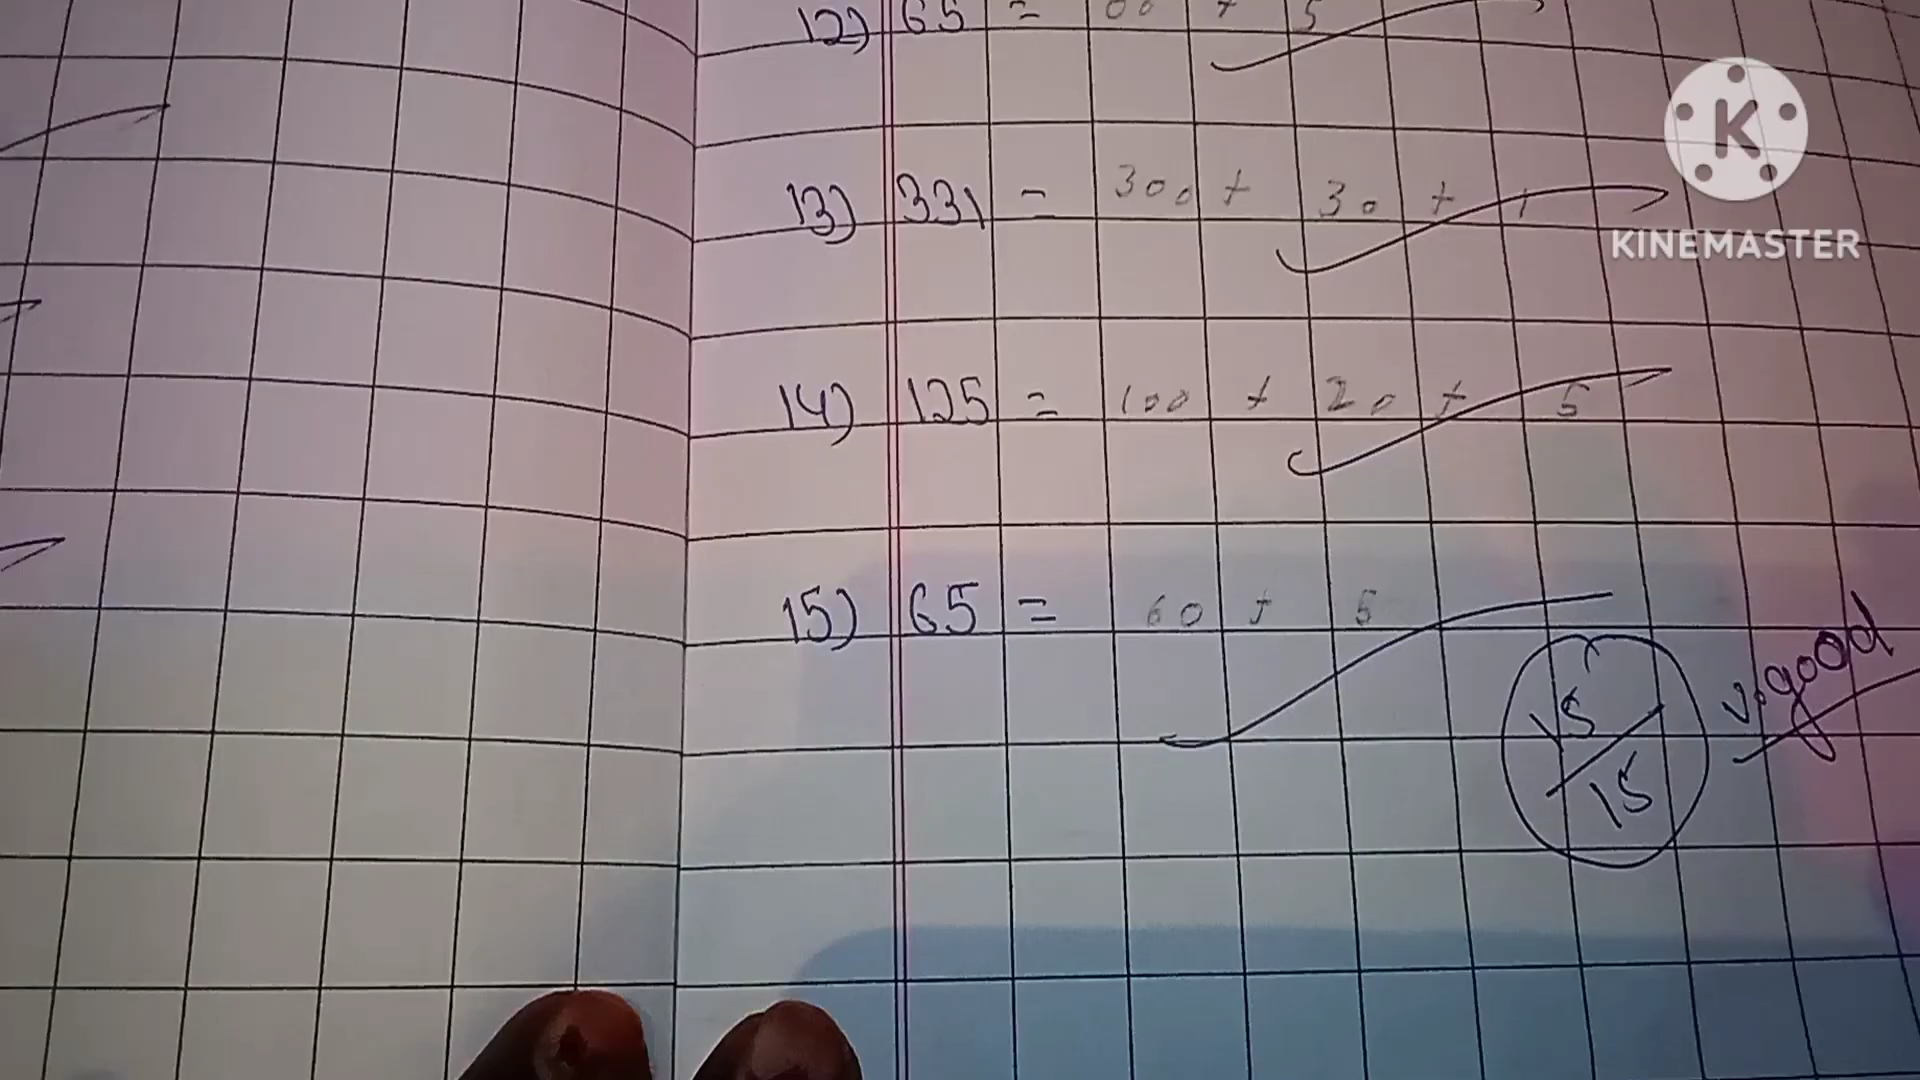 12) 65 = 60 + 5
13) 331 = 300 + 30 + 1
14) 125 = 100 + 20 + 5
15) 65 = 60 + 5
15/15
v.good
K
KINEMASTER